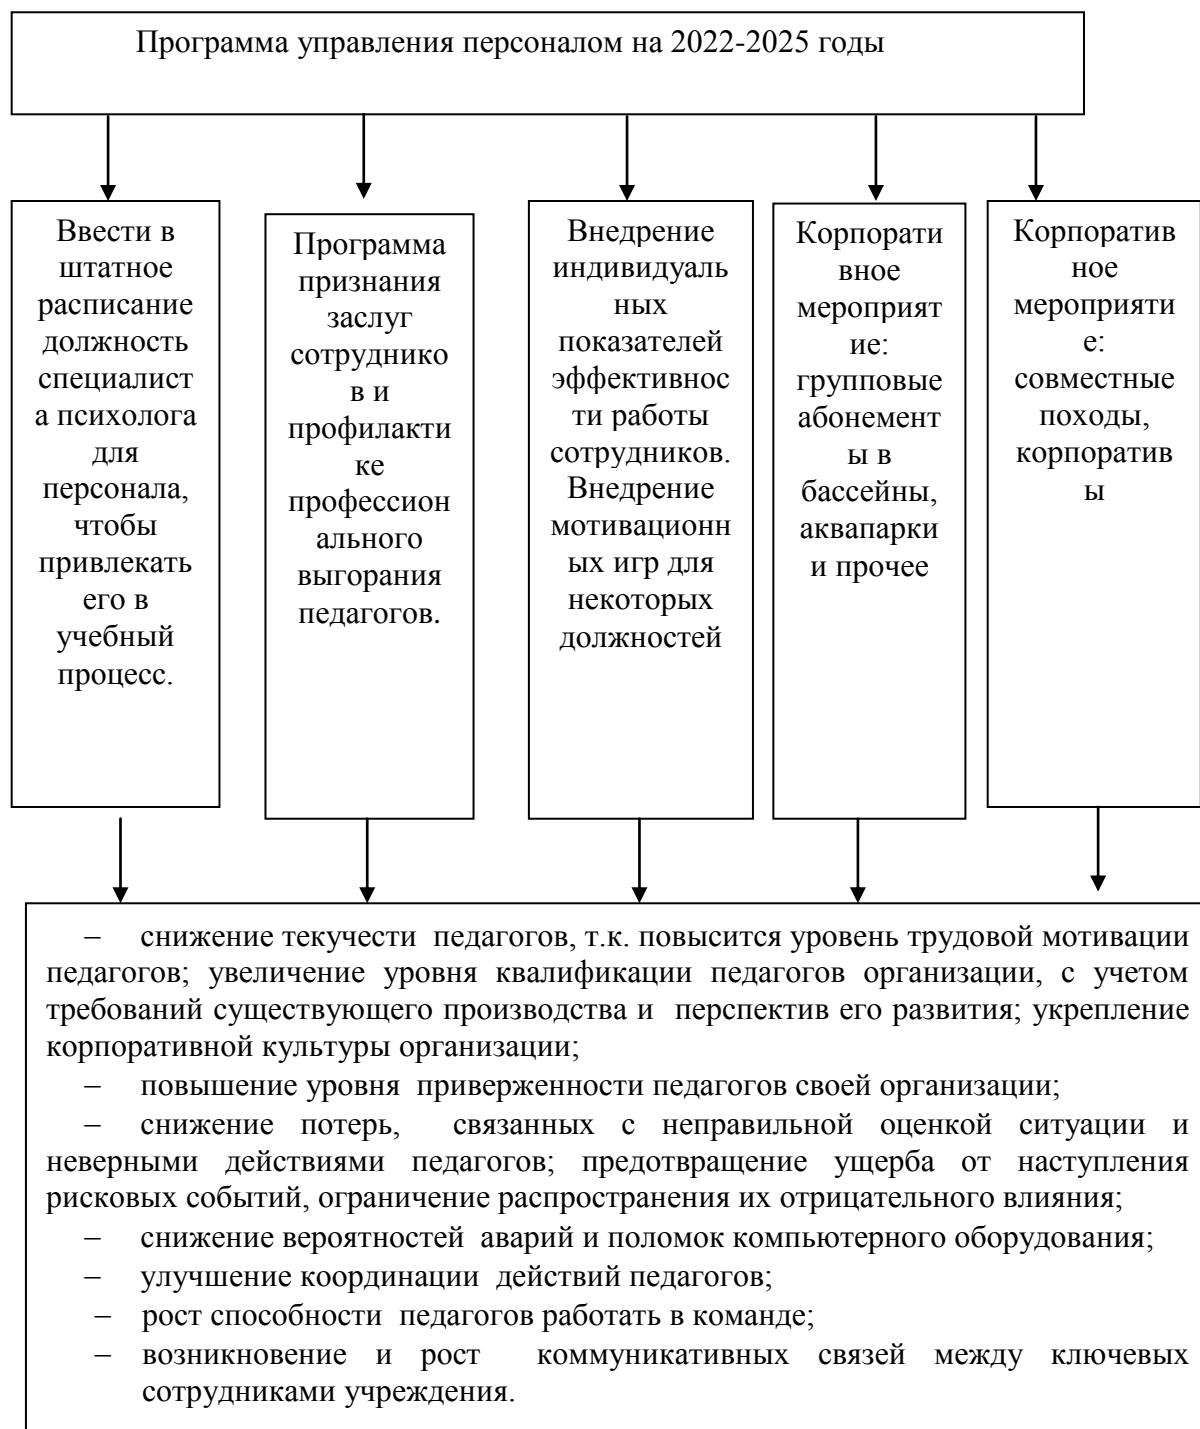 Программа управления персоналом на 2022-2025 годы
Ввести в
штатное
расписание
должность
специалист
а психолога
для
персонала,
чтобы
привлекать
его в
учебный
процесс.
Программа
признания
заслуг
сотруднико
в и
профилакти
ке
профессион
ального
выгорания
педагогов.
Внедрение
индивидуаль
ных
показателей
эффективнос
ти работы
сотрудников.
Внедрение
мотивационн
ых игр для
некоторых
должностей
Корпорати
вное
мероприят
ие:
групповые
абонемент
ы в
бассейны,
аквапарки
и прочее
Корпоратив
ное
мероприяти
е:
совместные
походы,
корпоратив
ы
– снижение текучести педагогов, т.к. повысится уровень трудовой мотивации
педагогов; увеличение уровня квалификации педагогов организации, с учетом
требований существующего производства и перспектив его развития; укрепление
корпоративной культуры организации;
– повышение уровня приверженности педагогов своей организации;
– снижение потерь, связанных с неправильной оценкой ситуации и
неверными действиями педагогов; предотвращение ущерба от наступления
рисковых событий, ограничение распространения их отрицательного влияния;
– снижение вероятностей аварий и поломок компьютерного оборудования;
– улучшение координации действий педагогов;
– рост способности педагогов работать в команде;
– возникновение и рост коммуникативных связей между ключевых
сотрудниками учреждения.